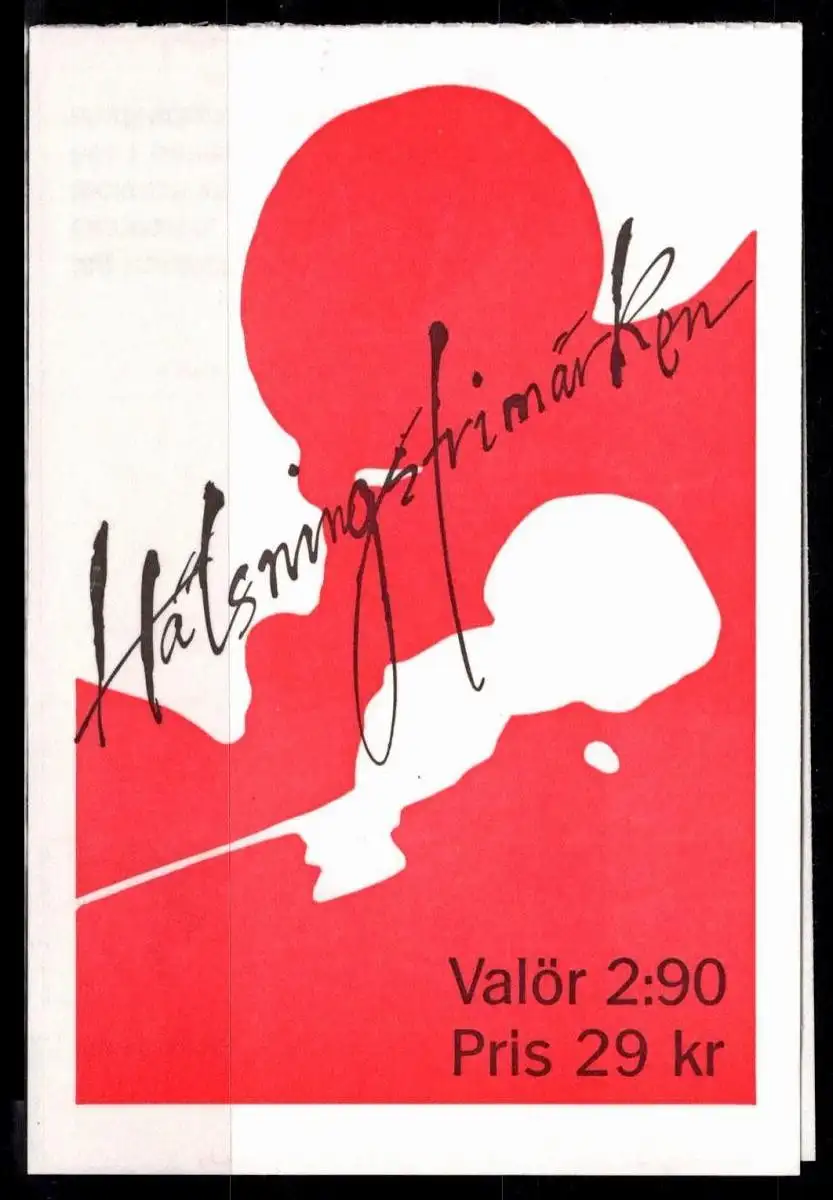 Hälsningsfrimärken
Valör 2:90
Pris 29 kr